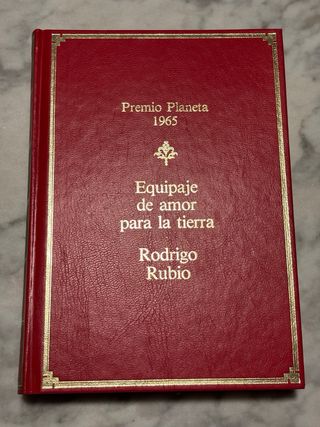 Premio Planeta
1965
Equipaje
de amor
para la tierra
Rodrigo
Rubio